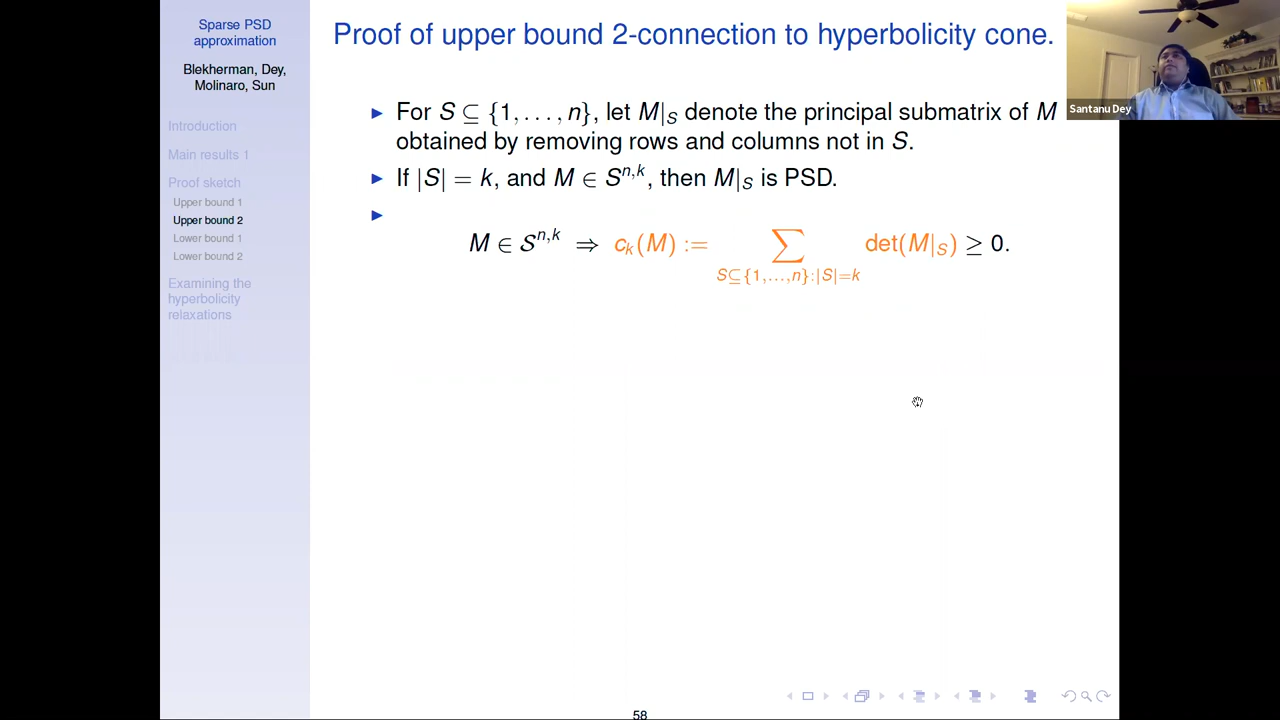 Sparse PSD
approximation
Blekherman, Dey,
Molinaro, Sun
Introduction
Main results 1
Proof sketch
Upper bound 1
Upper bound 2
Lower bound 1
Lower bound 2
Examining the
hyperbolicity
relaxations
Proof of upper bound 2-connection to hyperbolicity cone.
▶ For S ⊆ {1, . . . , n}, let M|_S denote the principal submatrix of M
obtained by removing rows and columns not in S.
▶ If |S| = k, and M ∈ S^{n,k}, then M|_S is PSD.
▶
M ∈ 𝒮^{n,k} ⇒ c_k(M) := ∑_{S⊆{1,...,n}:|S|=k} det(M|_S) ≥ 0.
58
Santanu Dey